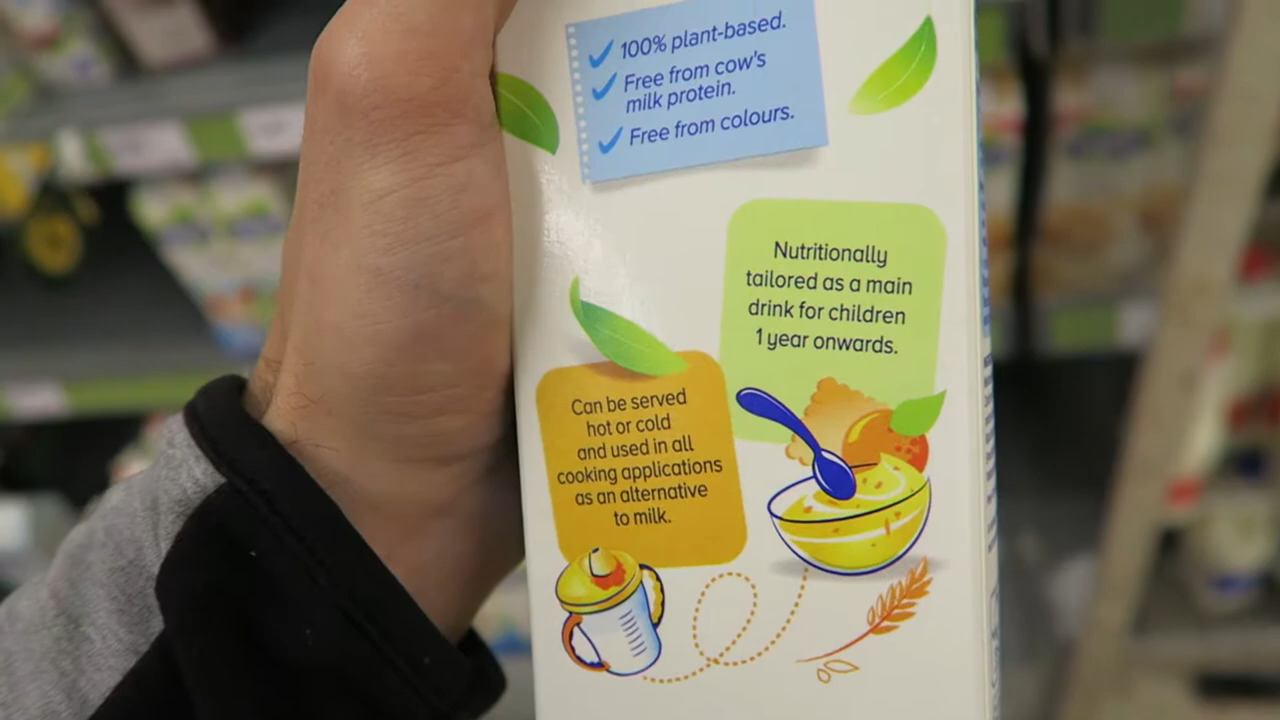 100% plant-based.
Free from cow's
milk protein.
Free from colours.
Nutritionally
tailored as a main
drink for children
1 year onwards.
Can be served
hot or cold
and used in all
cooking applications
as an alternative
to milk.